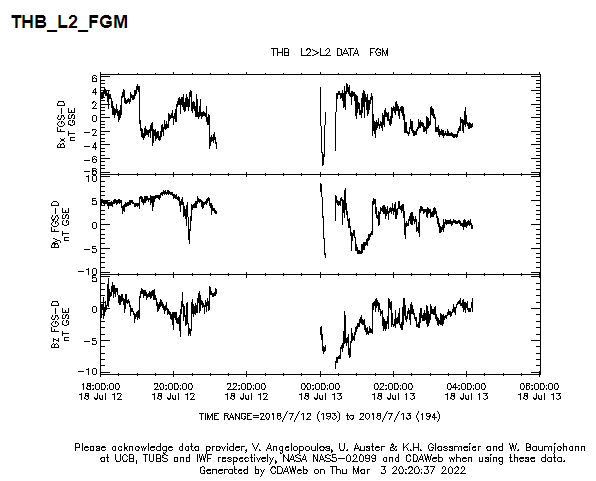 THB_L2_FGM
THB L2>L2 DATA FGM
Bx FGS-D
nT GSE
6
4
2
0
-2
-4
-6
-8
By FGS-D
nT GSE
10
5
0
-5
-10
Bz FGS-D
nT GSE
5
0
-5
-10
18:00:00 20:00:00 22:00:00 00:00:00 02:00:00 04:00:00 06:00:00
18 Jul 12 18 Jul 12 18 Jul 12 18 Jul 13 18 Jul 13 18 Jul 13 18 Jul 13
TIME RANGE=2018/7/12 (193) to 2018/7/13 (194)
Please acknowledge data provider, V. Angelopoulos, U. Auster & K.H. Glassmeier and W. Baumjohann
at UCB, TUBS and IWF respectively, NASA NAS5-02099 and CDAWeb when using these data.
Generated by CDAWeb on Thu Mar 3 20:20:37 2022